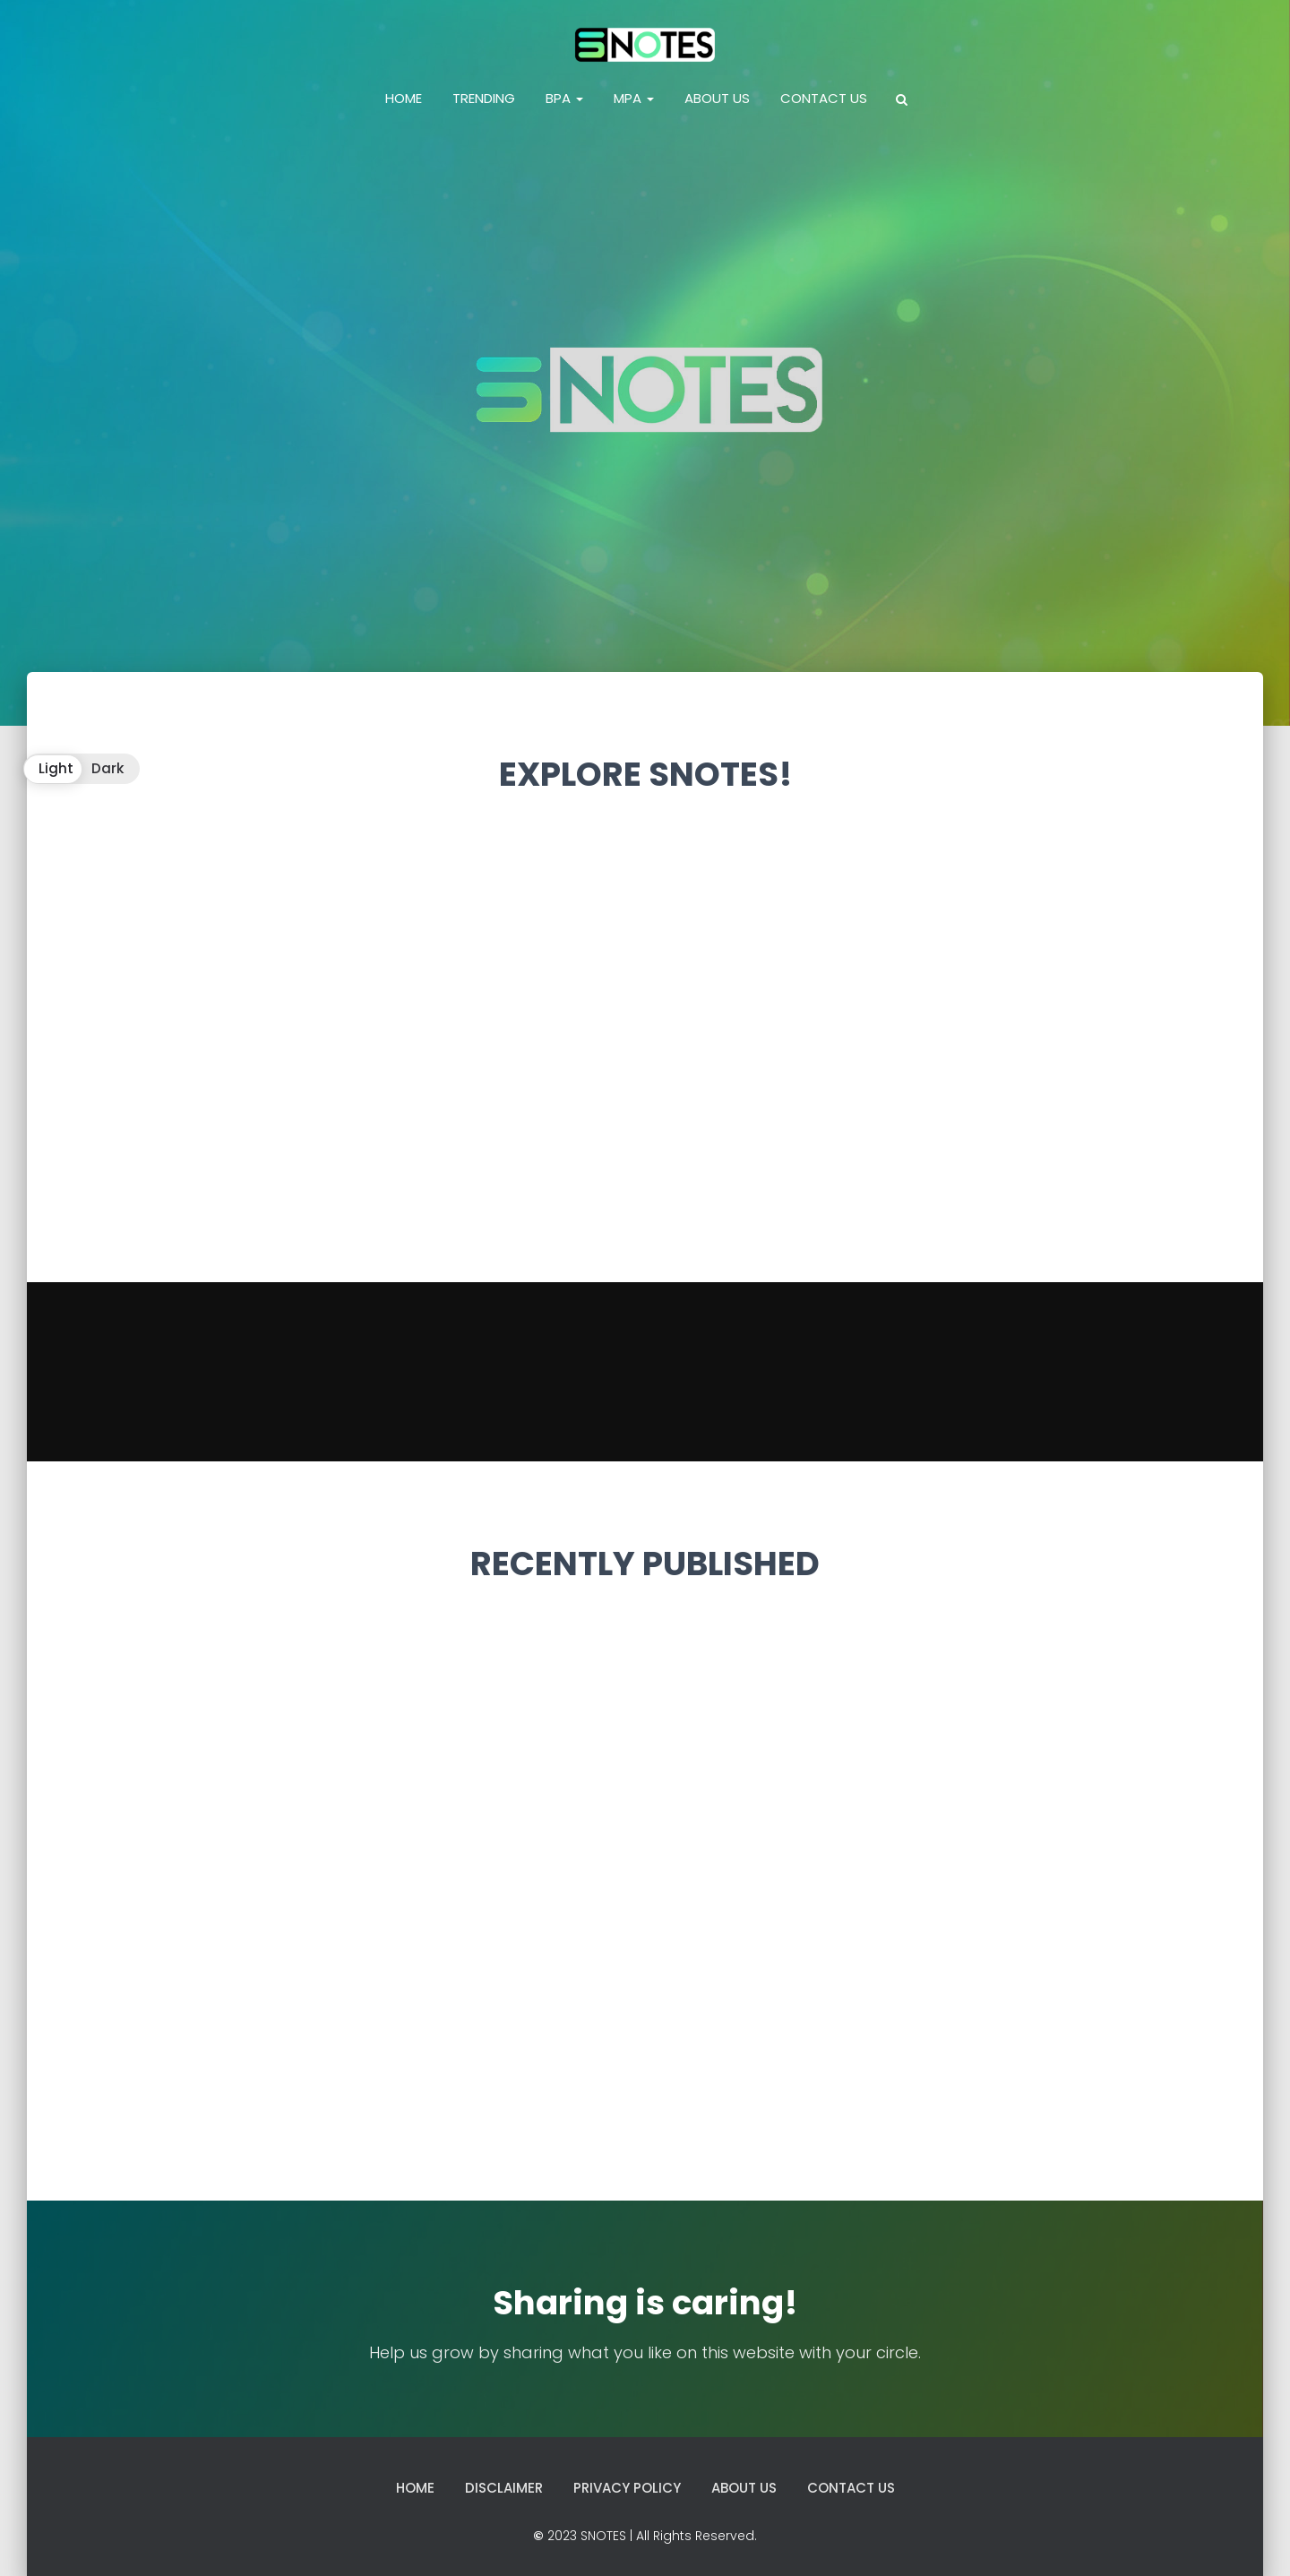 SNOTES
HOME TRENDING BPA MPA ABOUT US CONTACT US
SNOTES
Light Dark
EXPLORE SNOTES!
RECENTLY PUBLISHED
Sharing is caring!
Help us grow by sharing what you like on this website with your circle.
HOME DISCLAIMER PRIVACY POLICY ABOUT US CONTACT US
© 2023 SNOTES | All Rights Reserved.